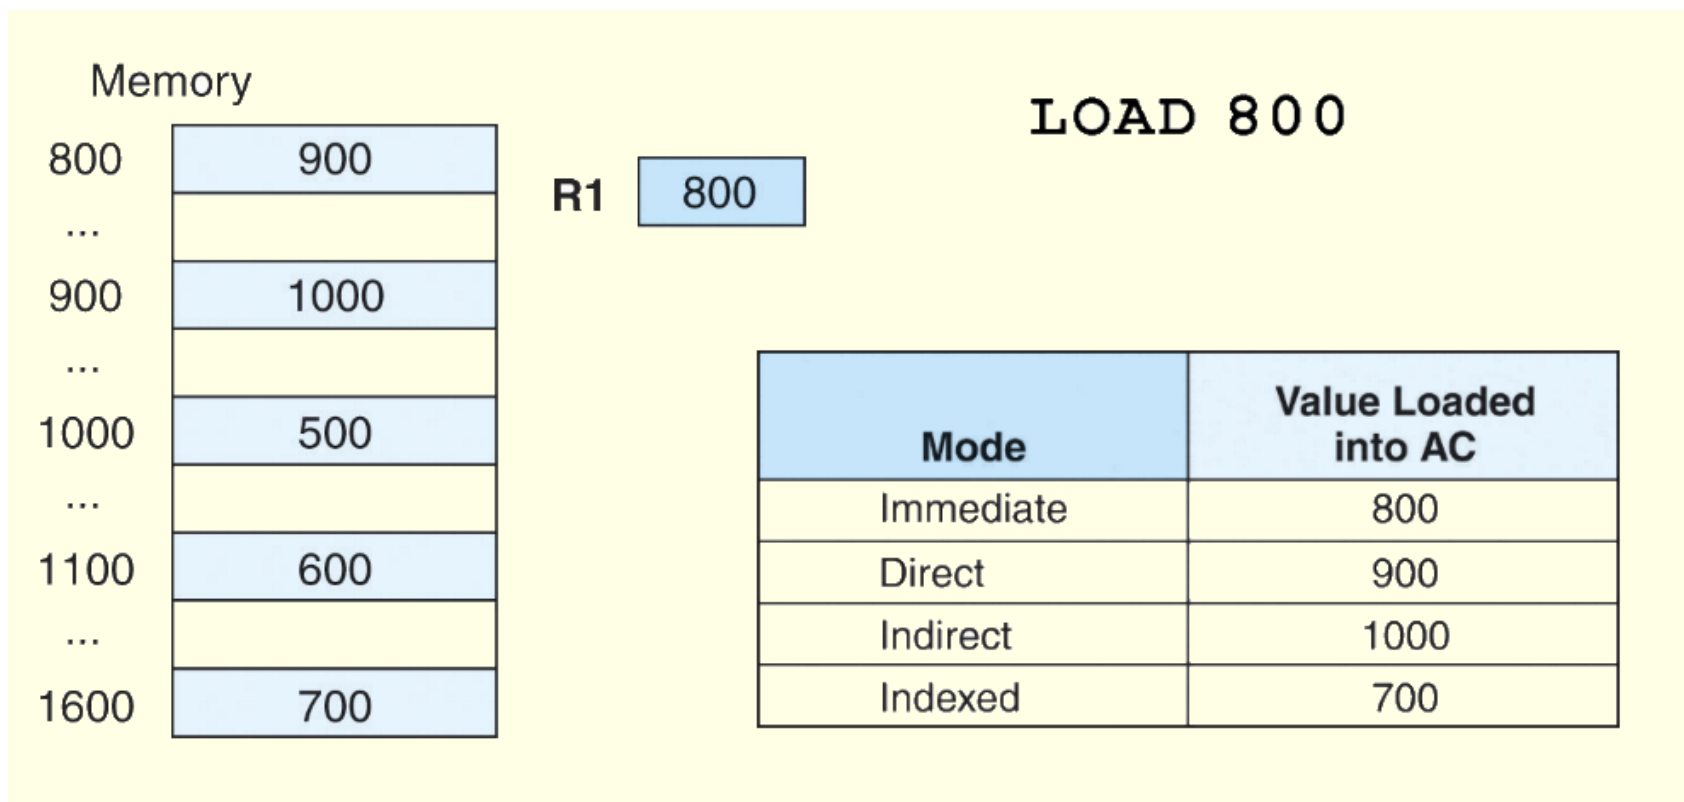 Memory
LOAD 800
800 900
R1 800
...
900 1000
...
1000 500
...
1100 600
...
1600 700
Mode Value Loaded into AC
Immediate 800
Direct 900
Indirect 1000
Indexed 700